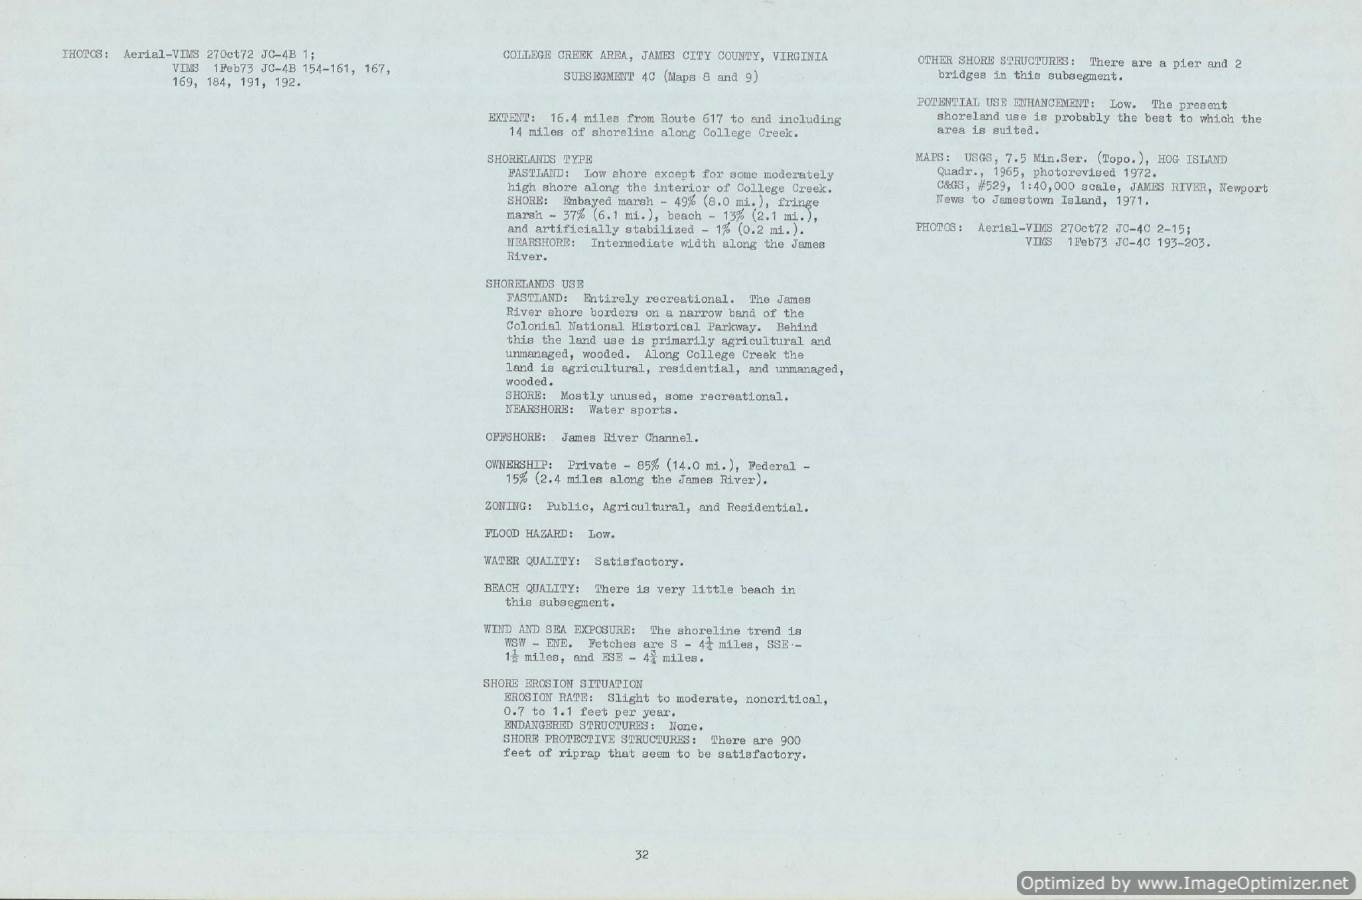 PHOTOS: Aerial-VIMS 27Oct72 JC-4B 1;
VIMS 1Feb73 JC-4B 154-161, 167,
169, 184, 191, 192.
COLLEGE CREEK AREA, JAMES CITY COUNTY, VIRGINIA
SUBSEGMENT 4C (Maps 8 and 9)
EXTENT: 16.4 miles from Route 617 to and including
14 miles of shoreline along College Creek.
SHORELANDS TYPE
FASTLAND: Low shore except for some moderately
high shore along the interior of College Creek.
SHORE: Embayed marsh - 49% (8.0 mi.), fringe
marsh - 37% (6.1 mi.), beach - 13% (2.1 mi.),
and artificially stabilized - 1% (0.2 mi.).
NEARSHORE: Intermediate width along the James
River.
SHORELANDS USE
FASTLAND: Entirely recreational. The James
River shore borders on a narrow band of the
Colonial National Historical Parkway. Behind
this the land use is primarily agricultural and
unmanaged, wooded. Along College Creek the
land is agricultural, residential, and unmanaged,
wooded.
SHORE: Mostly unused, some recreational.
NEARSHORE: Water sports.
OFFSHORE: James River Channel.
OWNERSHIP: Private - 85% (14.0 mi.), Federal -
15% (2.4 miles along the James River).
ZONING: Public, Agricultural, and Residential.
FLOOD HAZARD: Low.
WATER QUALITY: Satisfactory.
BEACH QUALITY: There is very little beach in
this subsegment.
WIND AND SEA EXPOSURE: The shoreline trend is
WSW - ENE. Fetches are S - 4¼ miles, SSE -
1½ miles, and ESE - 4¾ miles.
SHORE EROSION SITUATION
EROSION RATE: Slight to moderate, noncritical,
0.7 to 1.1 feet per year.
ENDANGERED STRUCTURES: None.
SHORE PROTECTIVE STRUCTURES: There are 900
feet of riprap that seem to be satisfactory.
OTHER SHORE STRUCTURES: There are a pier and 2
bridges in this subsegment.
POTENTIAL USE ENHANCEMENT: Low. The present
shoreland use is probably the best to which the
area is suited.
MAPS: USGS, 7.5 Min.Ser. (Topo.), HOG ISLAND
Quadr., 1965, photorevised 1972.
C&GS, #529, 1:40,000 scale, JAMES RIVER, Newport
News to Jamestown Island, 1971.
PHOTOS: Aerial-VIMS 27Oct72 JC-4C 2-15;
VIMS 1Feb73 JC-4C 193-203.
32
Optimized by www.ImageOptimizer.net